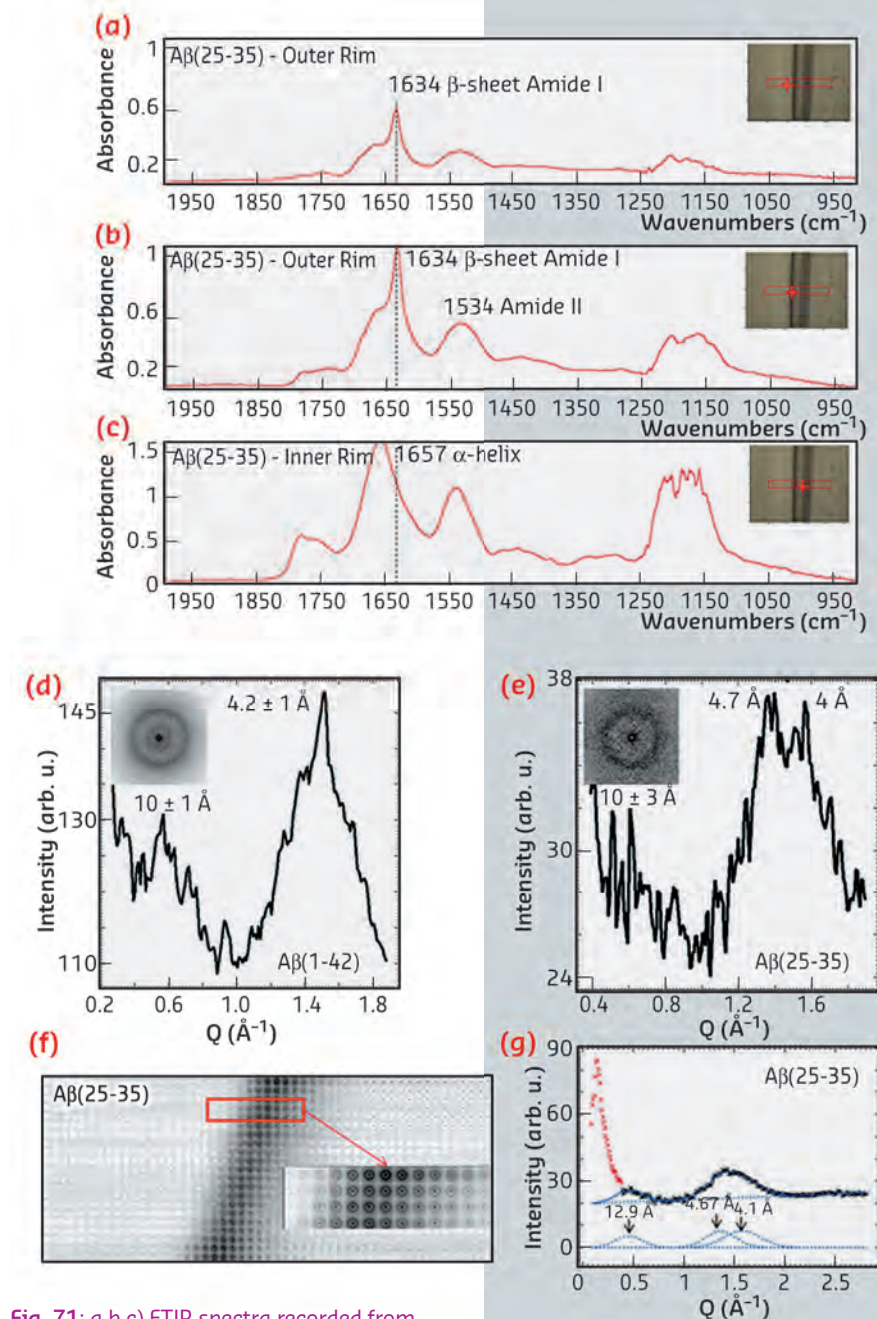 (a)
Aβ(25-35) - Outer Rim
1634 β-sheet Amide I
Absorbance
1
0.6
0.2
1950 1850 1750 1650 1550 1450 1350 1250 1150 1050 950
Wavenumbers (cm⁻¹)
(b)
Aβ(25-35) - Outer Rim
1634 β-sheet Amide I
1534 Amide II
Absorbance
1
0.6
0.2
1950 1850 1750 1650 1550 1450 1350 1250 1150 1050 950
Wavenumbers (cm⁻¹)
(c)
Aβ(25-35) - Inner Rim
1657 α-helix
Absorbance
1.5
1
0.5
0
1950 1850 1750 1650 1550 1450 1350 1250 1150 1050 950
Wavenumbers (cm⁻¹)
(d)
4.2 ± 1 Å
10 ± 1 Å
Intensity (arb. u.)
145
130
110
Aβ(1-42)
0.2 0.6 1.0 1.4 1.8
Q (Å⁻¹)
(e)
4.7 Å 4 Å
10 ± 3 Å
Intensity (arb. u.)
38
30
24
Aβ(25-35)
0.4 0.8 1.2 1.6
Q (Å⁻¹)
(f)
Aβ(25-35)
(g)
Aβ(25-35)
Intensity (arb. u.)
90
60
30
0
12.9 Å 4.67 Å 4.1 Å
0 0.5 1 1.5 2 2.5
Q (Å⁻¹)
Fig. 71: a,b,c) FTIR spectra recorded from